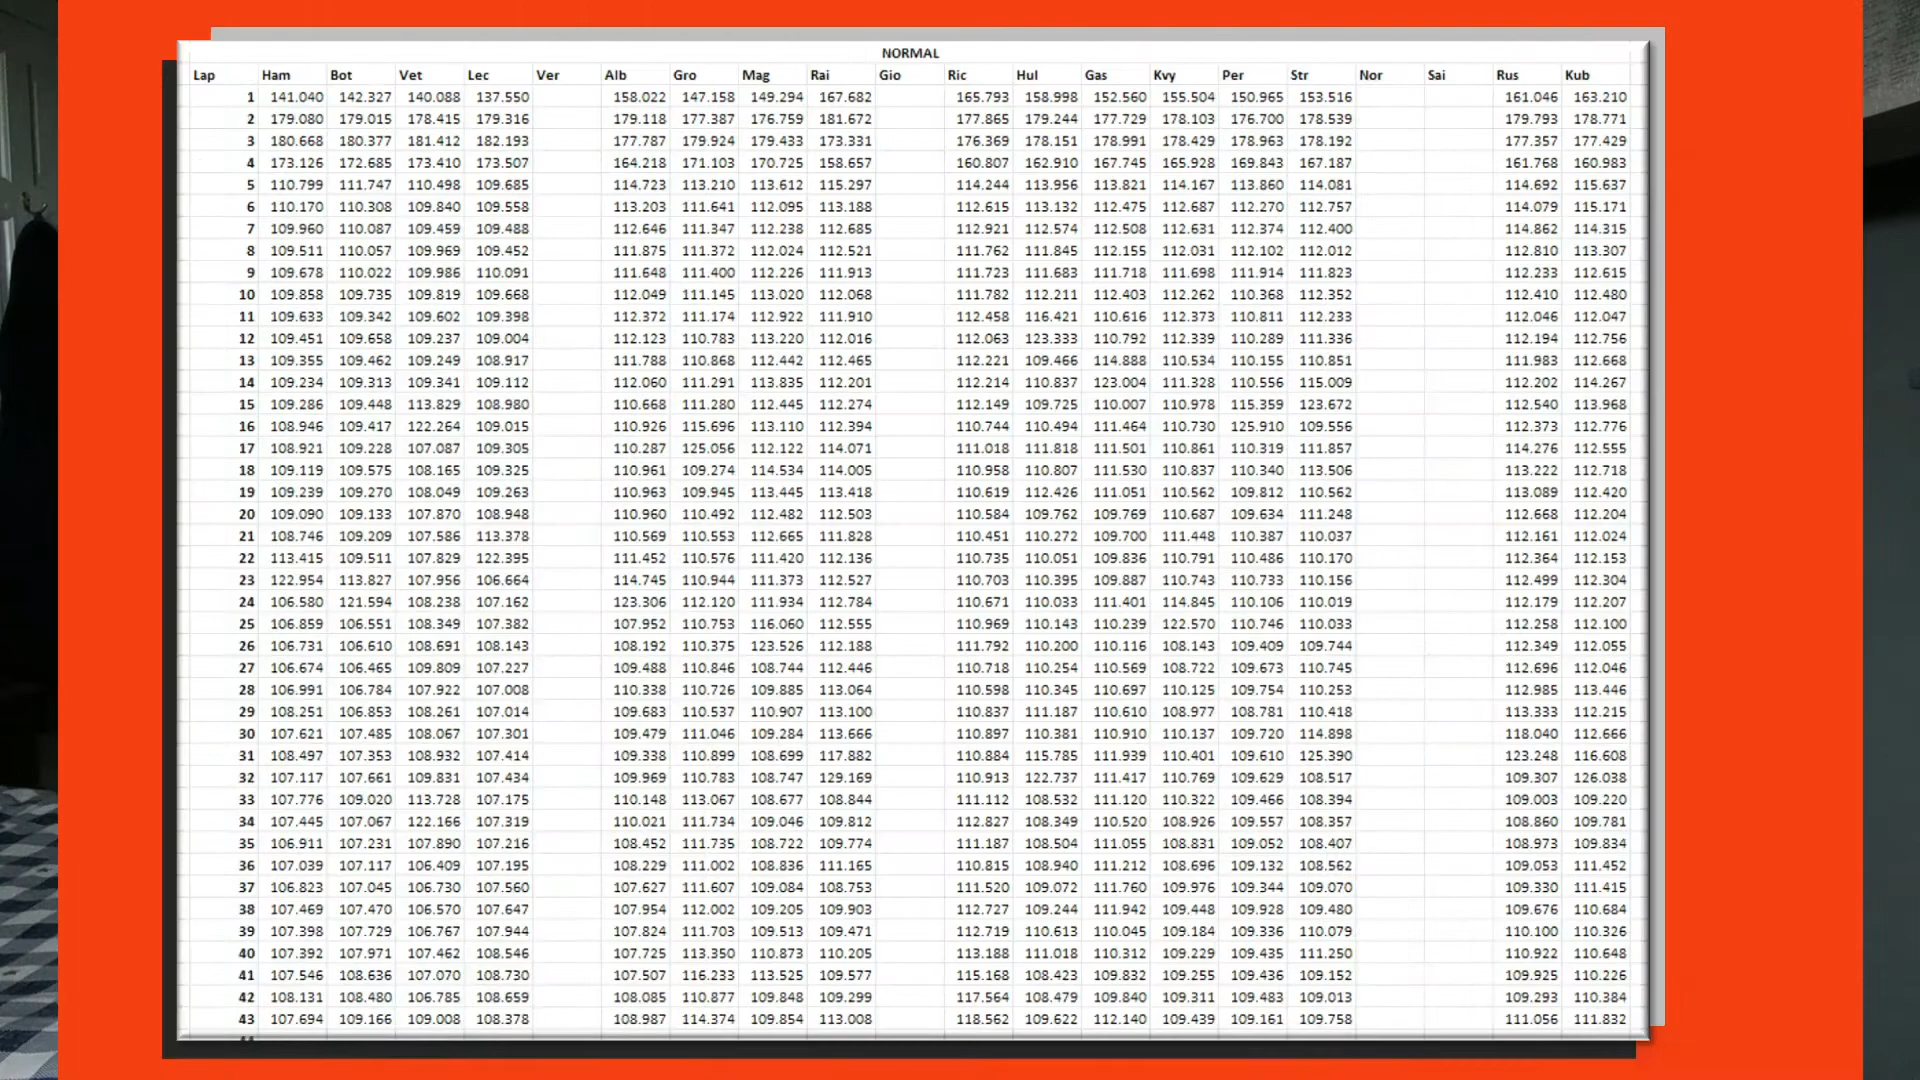 NORMAL
Lap Ham Bot Vet Lec Ver Alb Gro Mag Rai Gio Ric Hul Gas Kvy Per Str Nor Sai Rus Kub
1 141.040 142.327 140.088 137.550 158.022 147.158 149.294 167.682 165.793 158.998 152.560 155.504 150.965 153.516 161.046 163.210
2 179.080 179.015 178.415 179.316 179.118 177.387 176.759 181.672 177.865 179.244 177.729 178.103 176.700 178.539 179.793 178.771
3 180.668 180.377 181.412 182.193 177.787 179.924 179.433 173.331 176.369 178.151 178.991 178.429 178.963 178.192 177.357 177.429
4 173.126 172.685 173.410 173.507 164.218 171.103 170.725 158.657 160.807 162.910 167.745 165.928 169.843 167.187 161.768 160.983
5 110.799 111.747 110.498 109.685 114.723 113.210 113.612 115.297 114.244 113.956 113.821 114.167 113.860 114.081 114.692 115.637
6 110.170 110.308 109.840 109.558 113.203 111.641 112.095 113.188 112.615 113.132 112.475 112.687 112.270 112.757 114.079 115.171
7 109.960 110.087 109.459 109.488 112.646 111.347 112.238 112.685 112.921 112.574 112.508 112.631 112.374 112.400 114.862 114.315
8 109.511 110.057 109.969 109.452 111.875 111.372 112.024 112.521 111.762 111.845 112.155 112.031 112.102 112.012 112.810 113.307
9 109.678 110.022 109.986 110.091 111.648 111.400 112.226 111.913 111.723 111.683 111.718 111.698 111.914 111.823 112.233 112.615
10 109.858 109.735 109.819 109.668 112.049 111.145 113.020 112.068 111.782 112.211 112.403 112.262 110.368 112.352 112.410 112.480
11 109.633 109.342 109.602 109.398 112.372 111.174 112.922 111.910 112.458 116.421 110.616 112.373 110.811 112.233 112.046 112.047
12 109.451 109.658 109.237 109.004 112.123 110.783 113.220 112.016 112.063 123.333 110.792 112.339 110.289 111.336 112.194 112.756
13 109.355 109.462 109.249 108.917 111.788 110.868 112.442 112.465 112.221 109.466 114.888 110.534 110.155 110.851 111.983 112.668
14 109.234 109.313 109.341 109.112 112.060 111.291 113.835 112.201 112.214 110.837 123.004 111.328 110.556 115.009 112.202 114.267
15 109.286 109.448 113.829 108.980 110.668 111.280 112.445 112.274 112.149 109.725 110.007 110.978 115.359 123.672 112.540 113.968
16 108.946 109.417 122.264 109.015 110.926 115.696 113.110 112.394 110.744 110.494 111.464 110.730 125.910 109.556 112.373 112.776
17 108.921 109.228 107.087 109.305 110.287 125.056 112.122 114.071 111.018 111.818 111.501 110.861 110.319 111.857 114.276 112.555
18 109.119 109.575 108.165 109.325 110.961 109.274 114.534 114.005 110.958 110.807 111.530 110.837 110.340 113.506 113.222 112.718
19 109.239 109.270 108.049 109.263 110.963 109.945 113.445 113.418 110.619 112.426 111.051 110.562 109.812 110.562 113.089 112.420
20 109.090 109.133 107.870 108.948 110.960 110.492 112.482 112.503 110.584 109.762 109.769 110.687 109.634 111.248 112.668 112.204
21 108.746 109.209 107.586 113.378 110.569 110.553 112.665 111.828 110.451 110.272 109.700 111.448 110.387 110.037 112.161 112.024
22 113.415 109.511 107.829 122.395 111.452 110.576 111.420 112.136 110.735 110.051 109.836 110.791 110.486 110.170 112.364 112.153
23 122.954 113.827 107.956 106.664 114.745 110.944 111.373 112.527 110.703 110.395 109.887 110.743 110.733 110.156 112.499 112.304
24 106.580 121.594 108.238 107.162 123.306 112.120 111.934 112.784 110.671 110.033 111.401 114.845 110.106 110.019 112.179 112.207
25 106.859 106.551 108.349 107.382 107.952 110.753 116.060 112.555 110.969 110.143 110.239 122.570 110.746 110.033 112.258 112.100
26 106.731 106.610 108.691 108.143 108.192 110.375 123.526 112.188 111.792 110.200 110.116 108.143 109.409 109.744 112.349 112.055
27 106.674 106.465 109.809 107.227 109.488 110.846 108.744 112.446 110.718 110.254 110.569 108.722 109.673 110.745 112.696 112.046
28 106.991 106.784 107.922 107.008 110.338 110.726 109.885 113.064 110.598 110.345 110.697 110.125 109.754 110.253 112.985 113.446
29 108.251 106.853 108.261 107.014 109.683 110.537 110.907 113.100 110.837 111.187 110.610 108.977 108.781 110.418 113.333 112.215
30 107.621 107.485 108.067 107.301 109.479 111.046 109.284 113.666 110.897 110.381 110.910 110.137 109.720 114.898 118.040 112.666
31 108.497 107.353 108.932 107.414 109.338 110.899 108.699 117.882 110.884 115.785 111.939 110.401 109.610 125.390 123.248 116.608
32 107.117 107.661 109.831 107.434 109.969 110.783 108.747 129.169 110.913 122.737 111.417 110.769 109.629 108.517 109.307 126.038
33 107.776 109.020 113.728 107.175 110.148 113.067 108.677 108.844 111.112 108.532 111.120 110.322 109.466 108.394 109.003 109.220
34 107.445 107.067 122.166 107.319 110.021 111.734 109.046 109.812 112.827 108.349 110.520 108.926 109.557 108.357 108.860 109.781
35 106.911 107.231 107.890 107.216 108.452 111.735 108.722 109.774 111.187 108.504 111.055 108.831 109.052 108.407 108.973 109.834
36 107.039 107.117 106.409 107.195 108.229 111.002 108.836 111.165 110.815 108.940 111.212 108.696 109.132 108.562 109.053 111.452
37 106.823 107.045 106.730 107.560 107.627 111.607 109.084 108.753 111.520 109.072 111.760 109.976 109.344 109.070 109.330 111.415
38 107.469 107.470 106.570 107.647 107.954 112.002 109.205 109.903 112.727 109.244 111.942 109.448 109.928 109.480 109.676 110.684
39 107.398 107.729 106.767 107.944 107.824 111.703 109.513 109.471 112.719 110.613 110.045 109.184 109.336 110.079 110.100 110.326
40 107.392 107.971 107.462 108.546 107.725 113.350 110.873 110.205 113.188 111.018 110.312 109.229 109.435 111.250 110.922 110.648
41 107.546 108.636 107.070 108.730 107.507 116.233 113.525 109.577 115.168 108.423 109.832 109.255 109.436 109.152 109.925 110.226
42 108.131 108.480 106.785 108.659 108.085 110.877 109.848 109.299 117.564 108.479 109.840 109.311 109.483 109.013 109.293 110.384
43 107.694 109.166 109.008 108.378 108.987 114.374 109.854 113.008 118.562 109.622 112.140 109.439 109.161 109.758 111.056 111.832